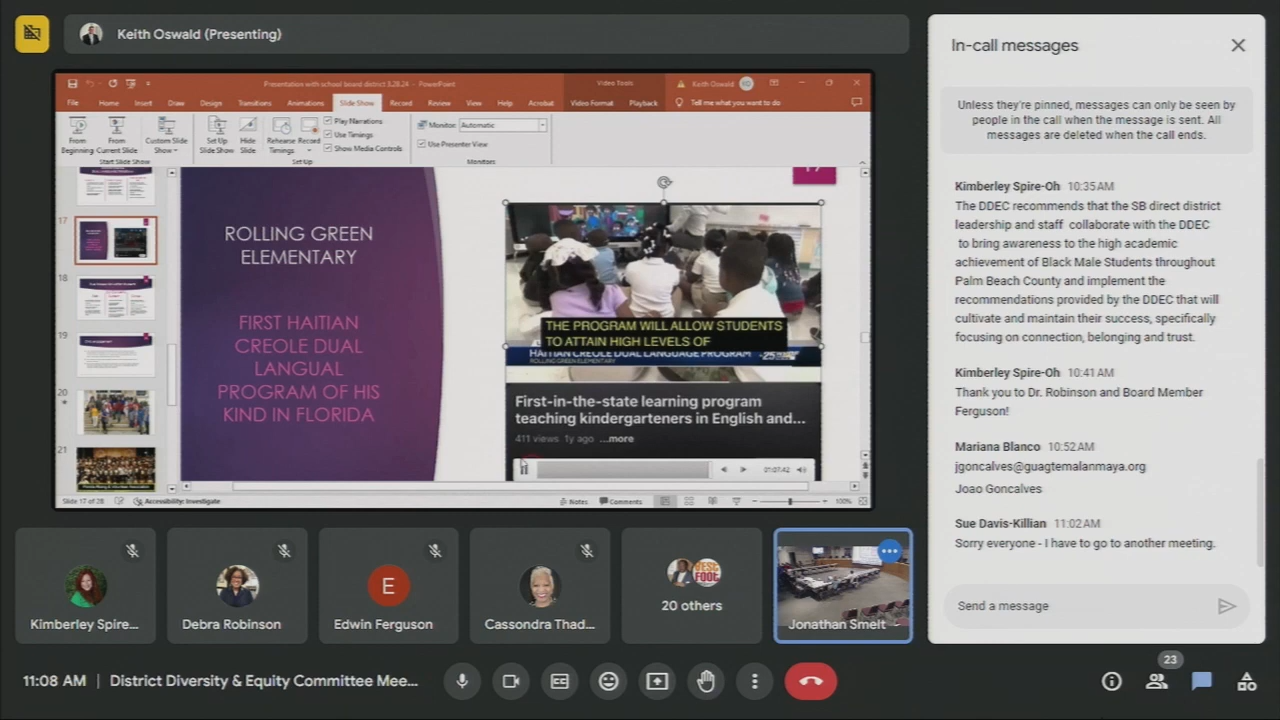 Keith Oswald (Presenting)
Presentation with school board district 3.28.24 - PowerPoint
Video Tools
Keith Oswald
File Home Insert Draw Design Transitions Animations Slide Show Record Review View Help Acrobat Video Format Playback Tell me what you want to do
From Beginning
From Current Slide
Custom Slide Show
Set Up Slide Show
Hide Slide
Rehearse Timings
Record
Play Narrations
Use Timings
Show Media Controls
Monitor: Automatic
Use Presenter View
Start Slide Show
Set Up
Monitors
17
18
19
20
21
ROLLING GREEN
ELEMENTARY
FIRST HAITIAN
CREOLE DUAL
LANGUAL
PROGRAM OF HIS
KIND IN FLORIDA
THE PROGRAM WILL ALLOW STUDENTS
TO ATTAIN HIGH LEVELS OF
HAITIAN CREOLE DUAL LANGUAGE PROGRAM
ROLLING GREEN ELEMENTARY
25
First-in-the-state learning program
teaching kindergarteners in English and...
411 views 1y ago ...more
01:07:42
Slide 17 of 28 Accessibility: Investigate
Notes Comments 100%
Kimberley Spire...
Debra Robinson
E
Edwin Ferguson
Cassondra Thad...
20 others
Jonathan Smelt
11:08 AM | District Diversity & Equity Committee Mee...
23
In-call messages
Unless they're pinned, messages can only be seen by
people in the call when the message is sent. All
messages are deleted when the call ends.
Kimberley Spire-Oh 10:35 AM
The DDEC recommends that the SB direct district
leadership and staff collaborate with the DDEC
to bring awareness to the high academic
achievement of Black Male Students throughout
Palm Beach County and implement the
recommendations provided by the DDEC that will
cultivate and maintain their success, specifically
focusing on connection, belonging and trust.
Kimberley Spire-Oh 10:41 AM
Thank you to Dr. Robinson and Board Member
Ferguson!
Mariana Blanco 10:52 AM
jgoncalves@guagtemalanmaya.org
Joao Goncalves
Sue Davis-Killian 11:02 AM
Sorry everyone - I have to go to another meeting.
Send a message